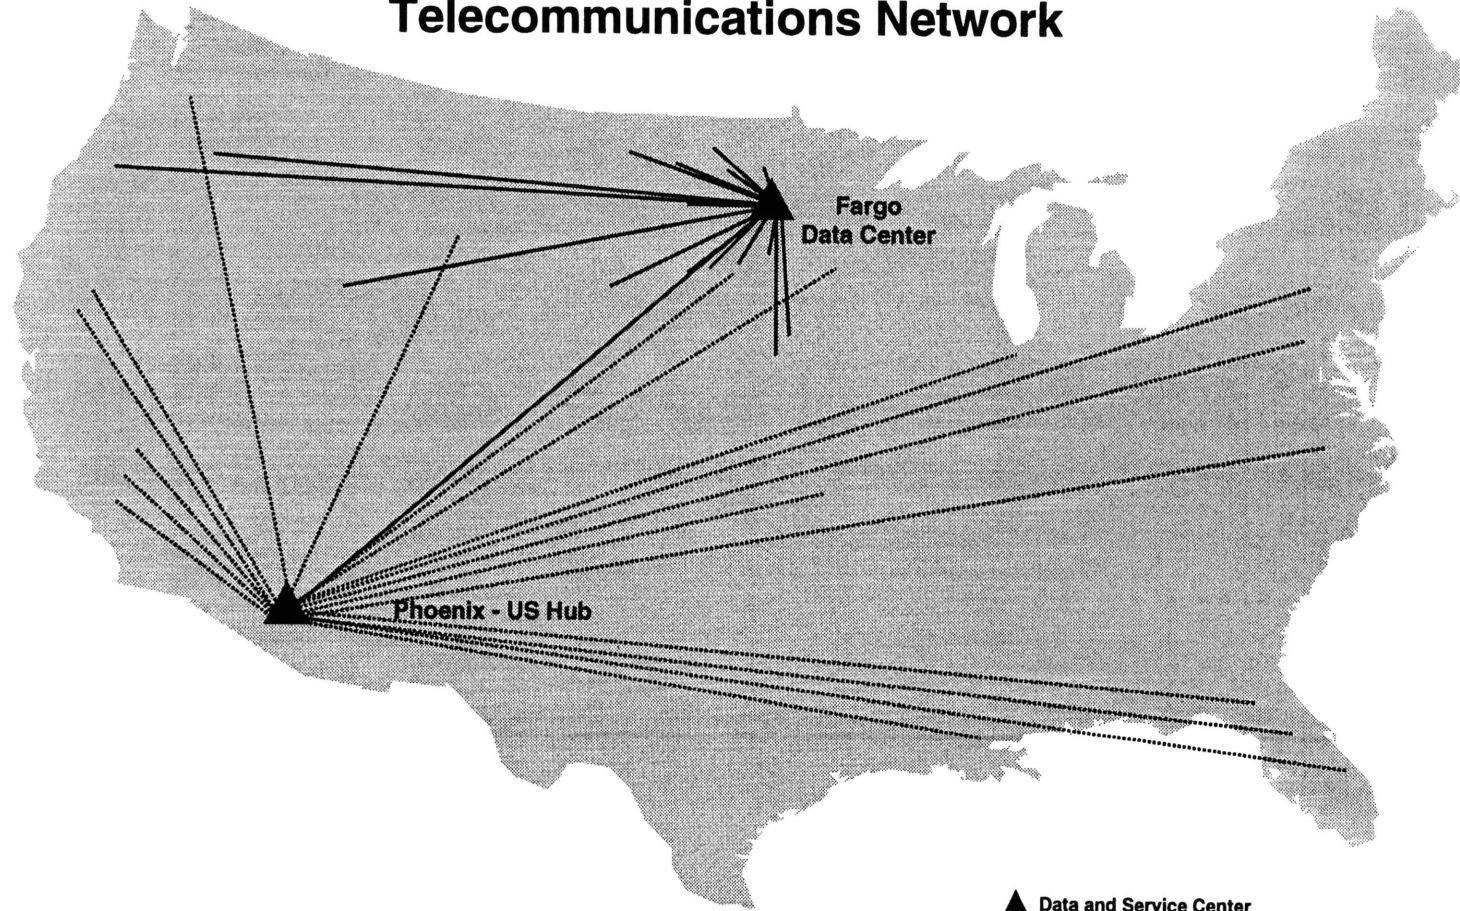 Telecommunications Network
Fargo
Data Center
Phoenix - US Hub
Data and Service Center